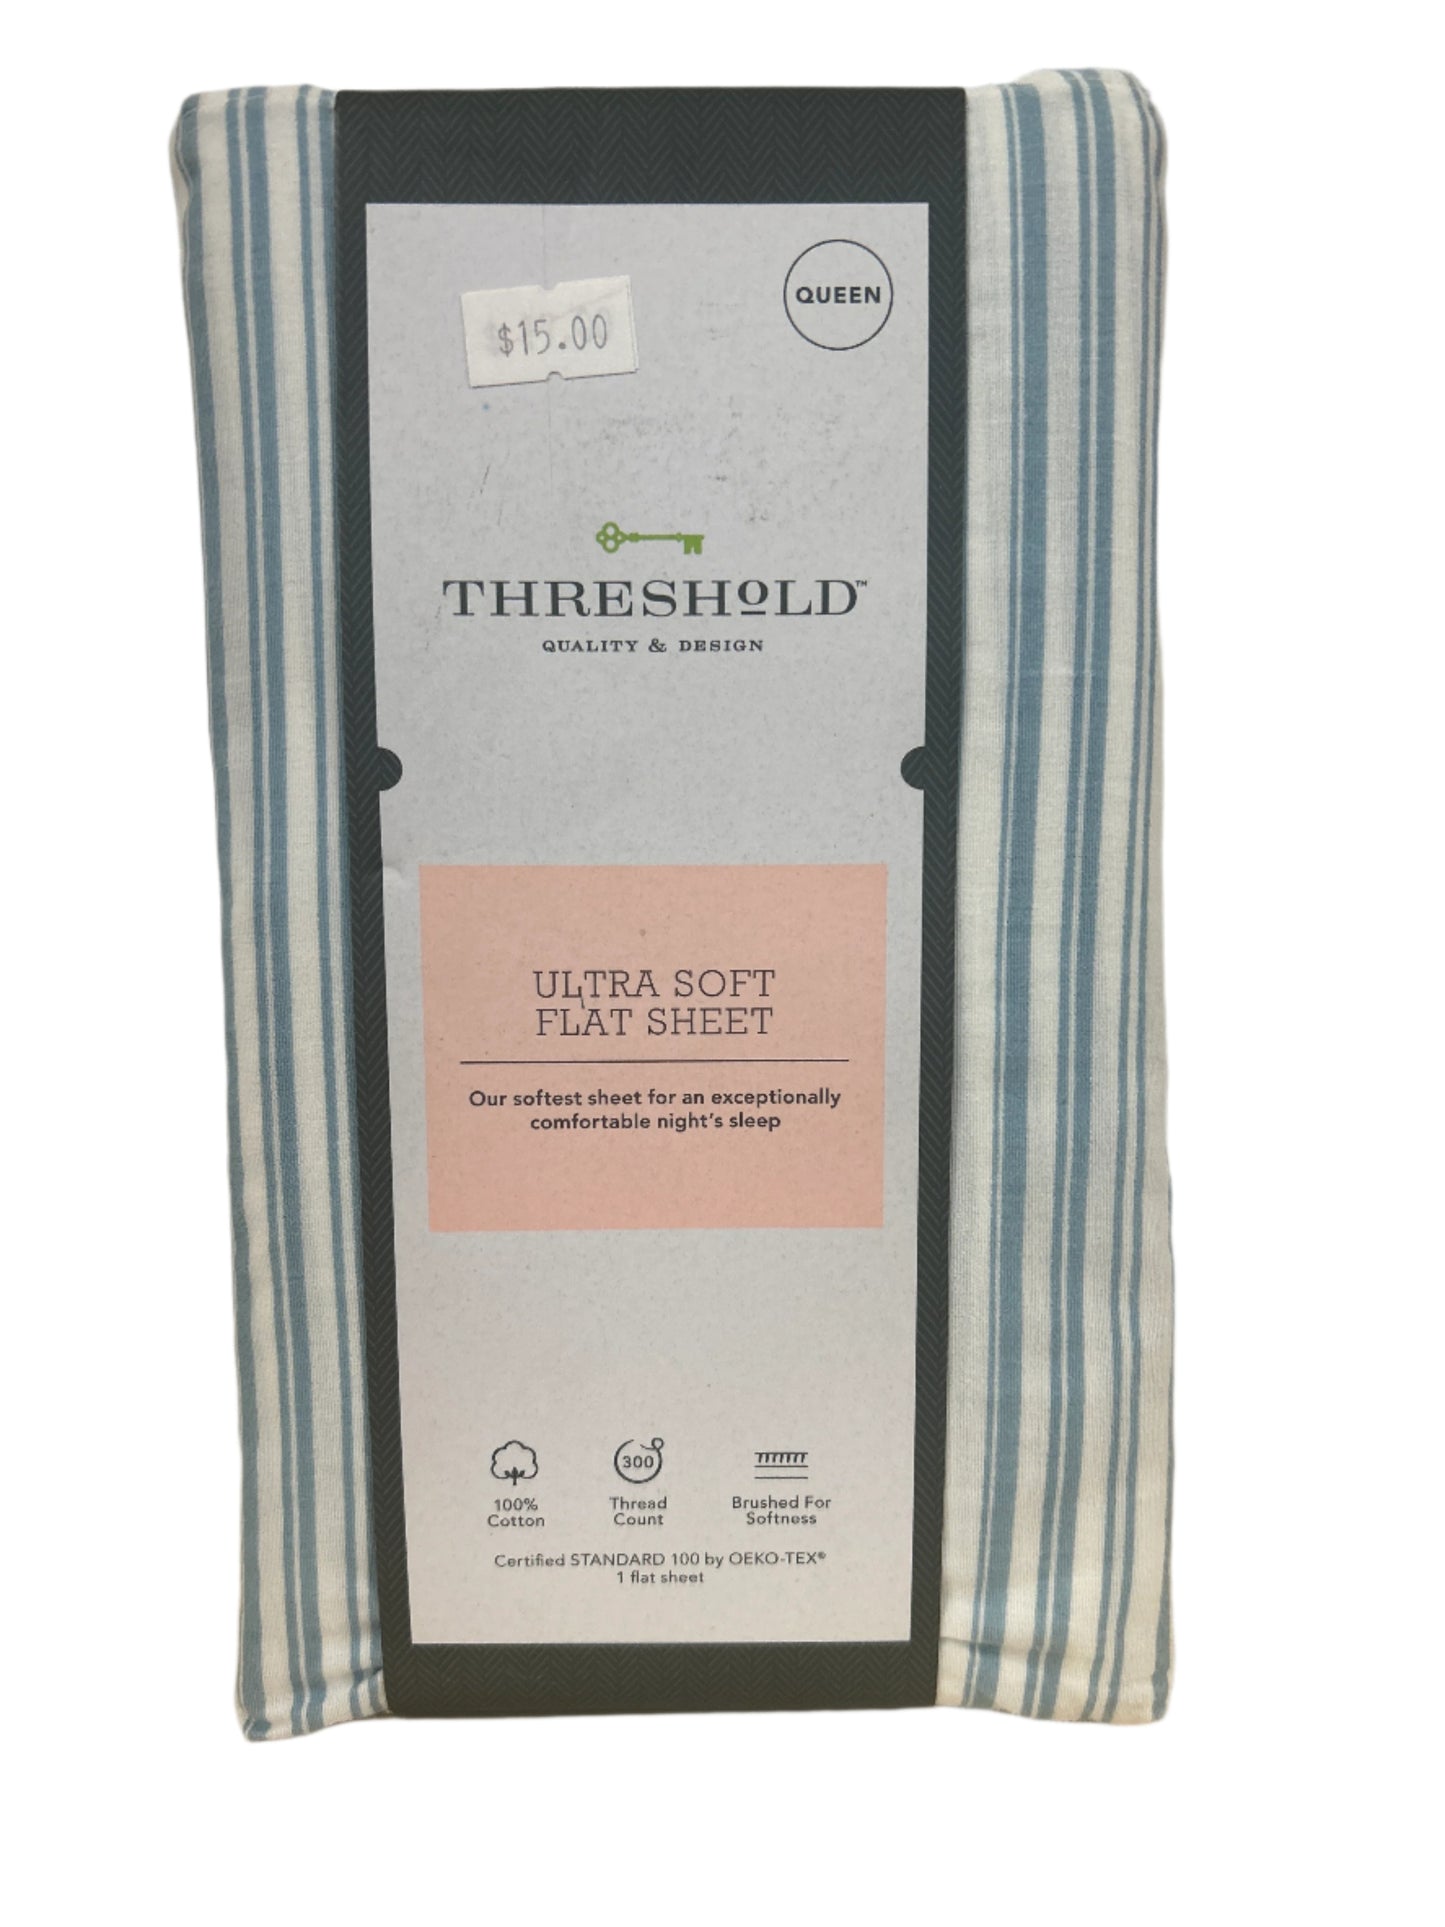 QUEEN
$15.00
THRESHOLD™
QUALITY & DESIGN
ULTRA SOFT
FLAT SHEET
Our softest sheet for an exceptionally
comfortable night's sleep
100%
Cotton
300
Thread
Count
Brushed For
Softness
Certified STANDARD 100 by OEKO-TEX®
1 flat sheet